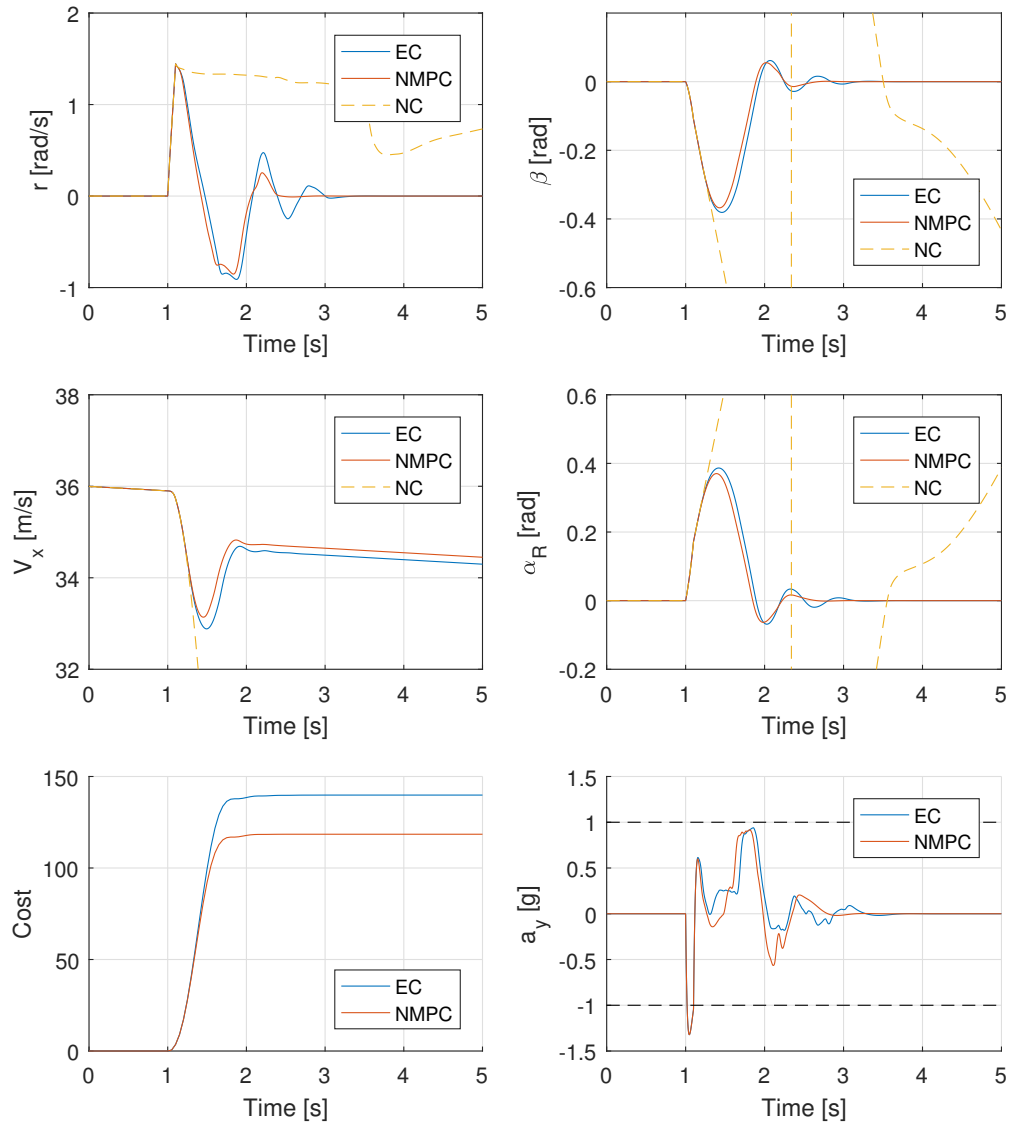 2
1
0
-1
r [rad/s]
0 1 2 3 4 5
Time [s]
EC
NMPC
NC
0
-0.2
-0.4
-0.6
β [rad]
0 1 2 3 4 5
Time [s]
EC
NMPC
NC
38
36
34
32
V_x [m/s]
0 1 2 3 4 5
Time [s]
EC
NMPC
NC
0.6
0.4
0.2
0
-0.2
α_R [rad]
0 1 2 3 4 5
Time [s]
EC
NMPC
NC
150
100
50
0
Cost
0 1 2 3 4 5
Time [s]
EC
NMPC
1.5
1
0.5
0
-0.5
-1
-1.5
a_y [g]
0 1 2 3 4 5
Time [s]
EC
NMPC